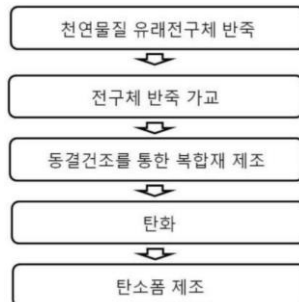 천연물질 유래전구체 반죽
전구체 반죽 가교
동결건조를 통한 복합재 제조
탄화
탄소폼 제조